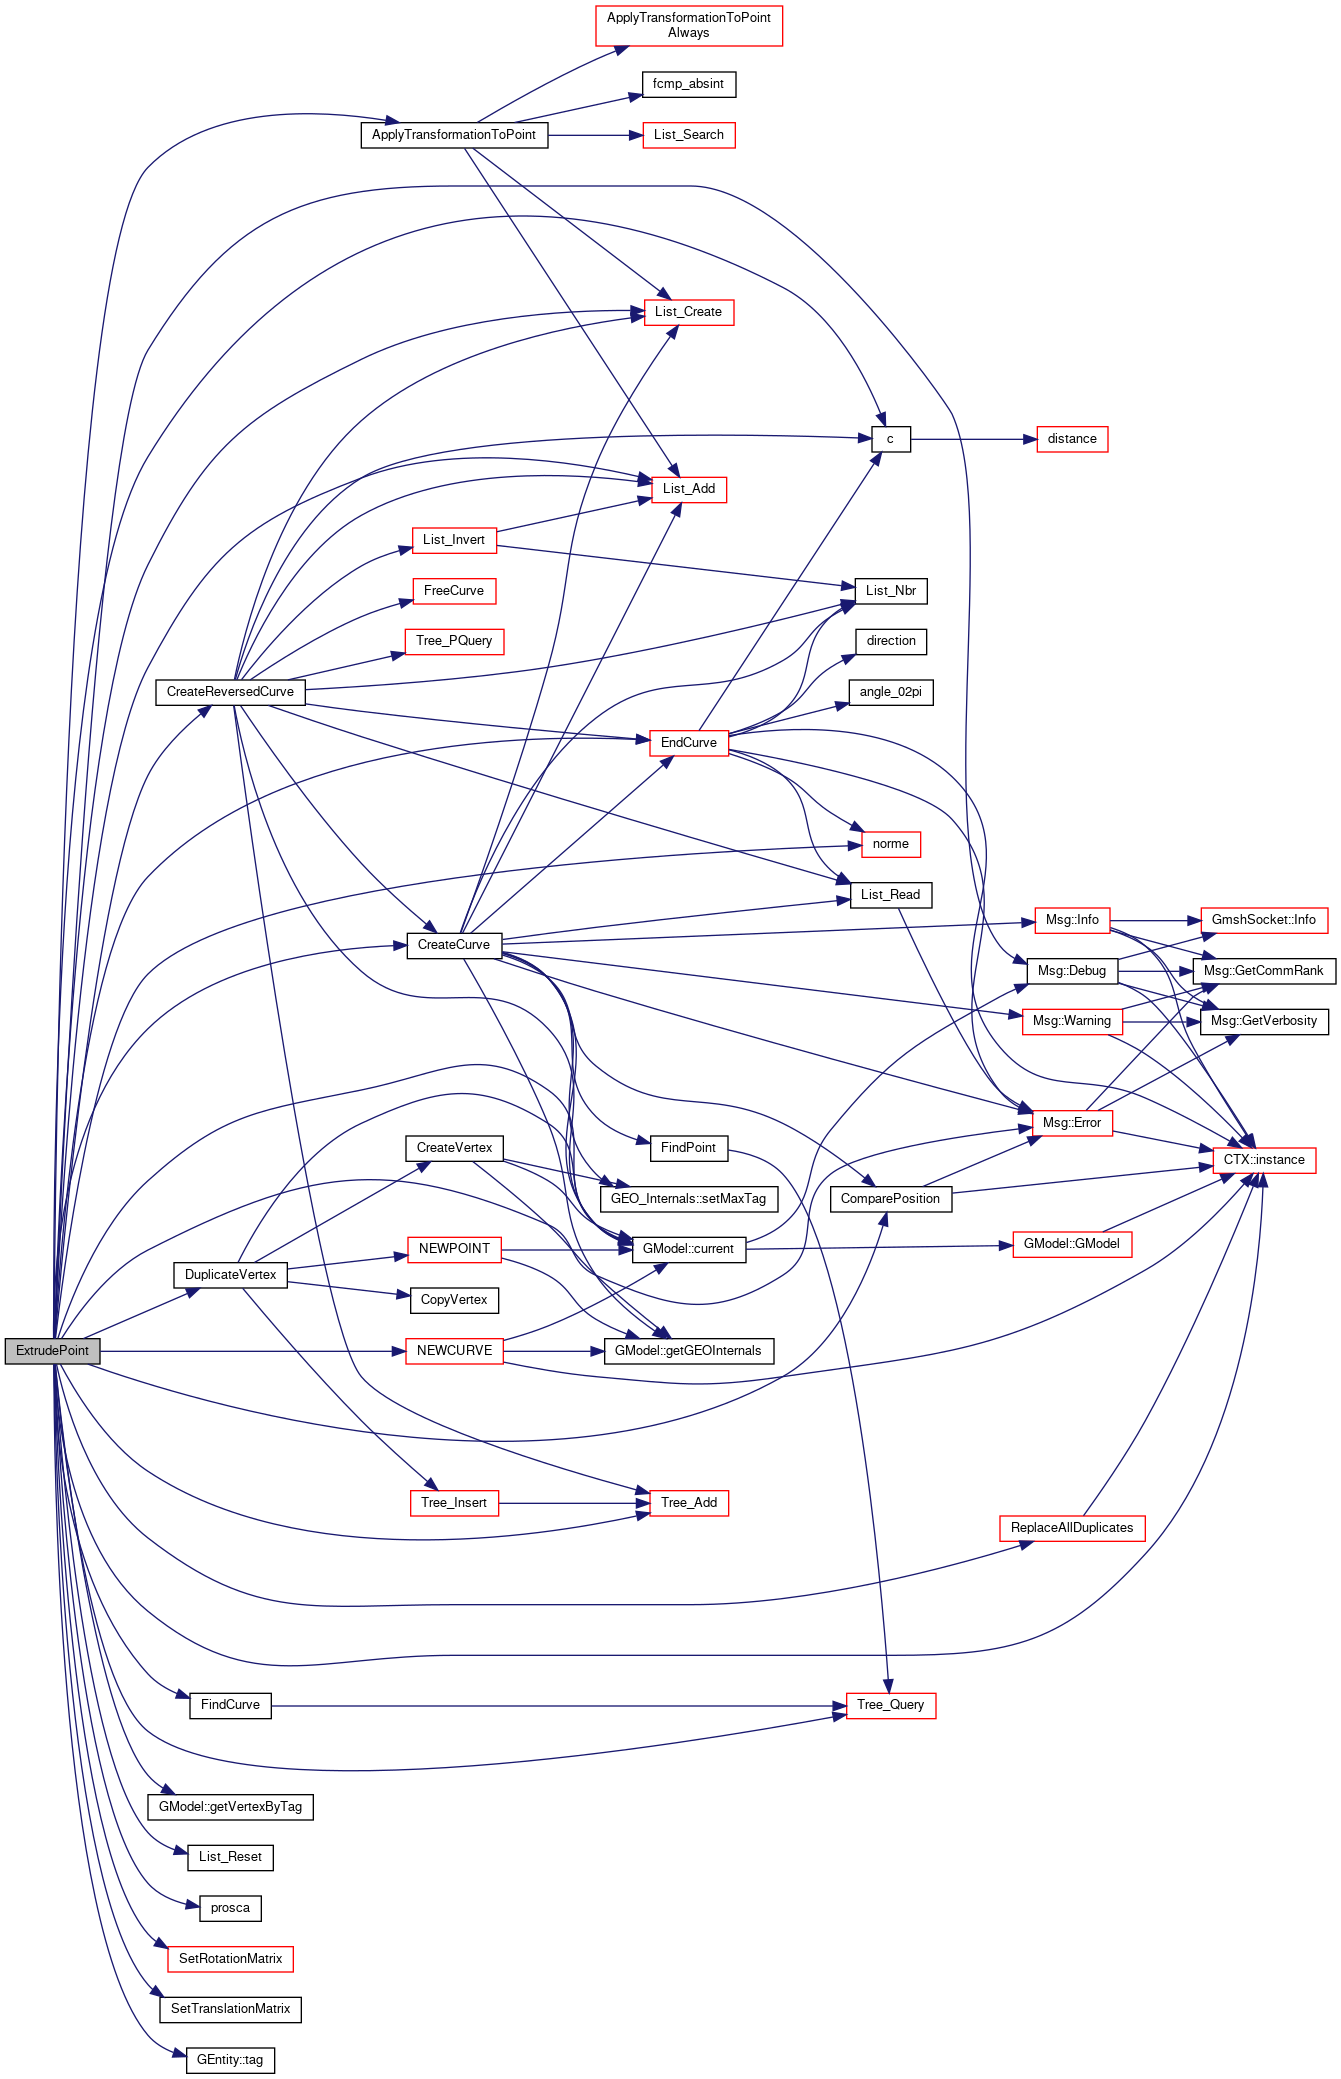 ApplyTransformationToPoint
Always
fcmp_absint
ApplyTransformationToPoint
List_Search
List_Create
c
distance
List_Add
List_Invert
FreeCurve
List_Nbr
Tree_PQuery
direction
CreateReversedCurve
angle_02pi
EndCurve
norme
List_Read
Msg::Info
GmshSocket::Info
CreateCurve
Msg::Debug
Msg::GetCommRank
Msg::Warning
Msg::GetVerbosity
Msg::Error
CreateVertex
FindPoint
CTX::instance
GEO_Internals::setMaxTag
ComparePosition
NEWPOINT
GModel::current
GModel::GModel
DuplicateVertex
CopyVertex
ExtrudePoint
NEWCURVE
GModel::getGEOInternals
Tree_Insert
Tree_Add
ReplaceAllDuplicates
FindCurve
Tree_Query
GModel::getVertexByTag
List_Reset
prosca
SetRotationMatrix
SetTranslationMatrix
GEntity::tag